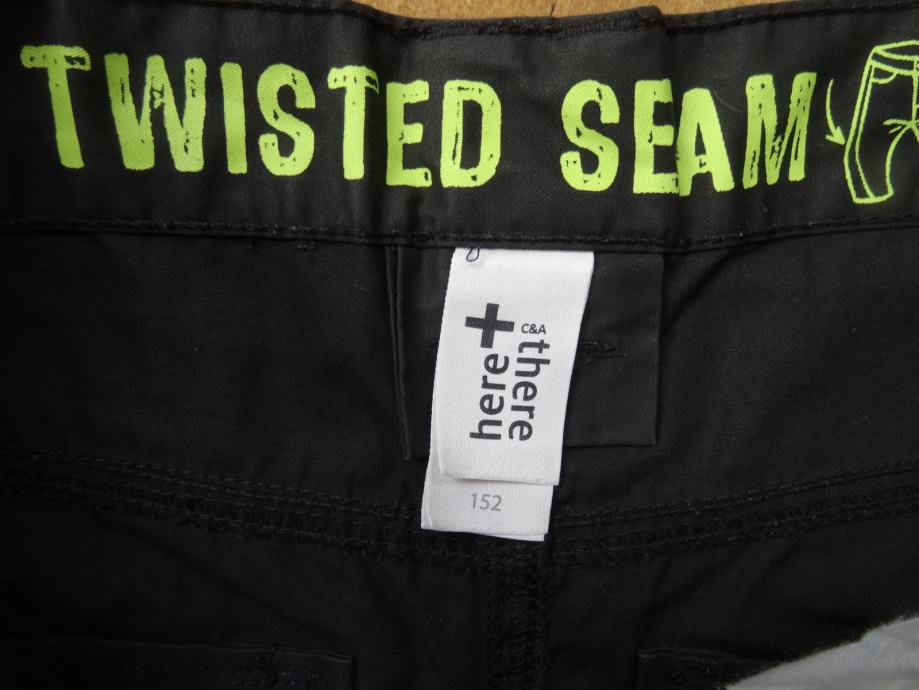 TWISTED SEAM
C&A
here+
there
152